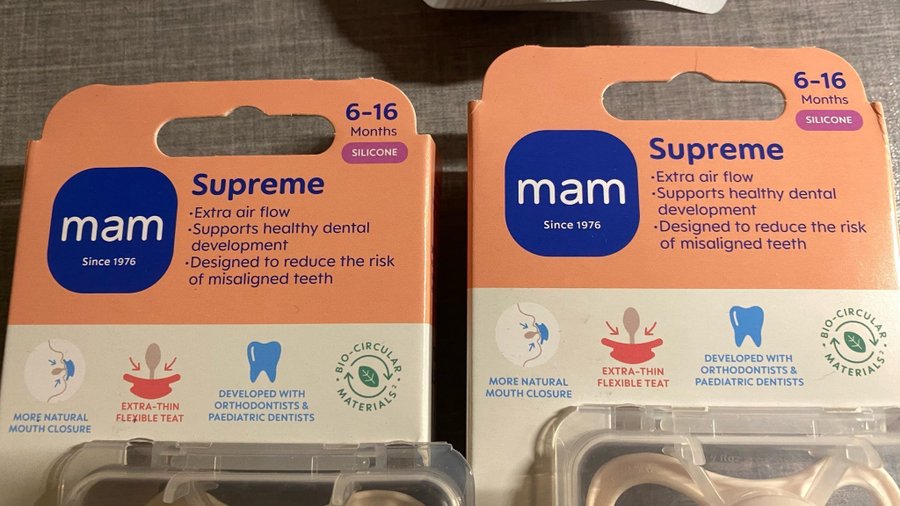 6-16
Months
SILICONE
mam
Since 1976
Supreme
•Extra air flow
•Supports healthy dental
development
•Designed to reduce the risk
of misaligned teeth
MORE NATURAL
MOUTH CLOSURE
EXTRA-THIN
FLEXIBLE TEAT
DEVELOPED WITH
ORTHODONTISTS &
PAEDIATRIC DENTISTS
BIO-CIRCULAR
MATERIALS²
6-16
Months
SILICONE
mam
Since 1976
Supreme
•Extra air flow
•Supports healthy dental
development
•Designed to reduce the risk
of misaligned teeth
MORE NATURAL
MOUTH CLOSURE
EXTRA-THIN
FLEXIBLE TEAT
DEVELOPED WITH
ORTHODONTISTS &
PAEDIATRIC DENTISTS
BIO-CIRCULAR
MATERIALS²